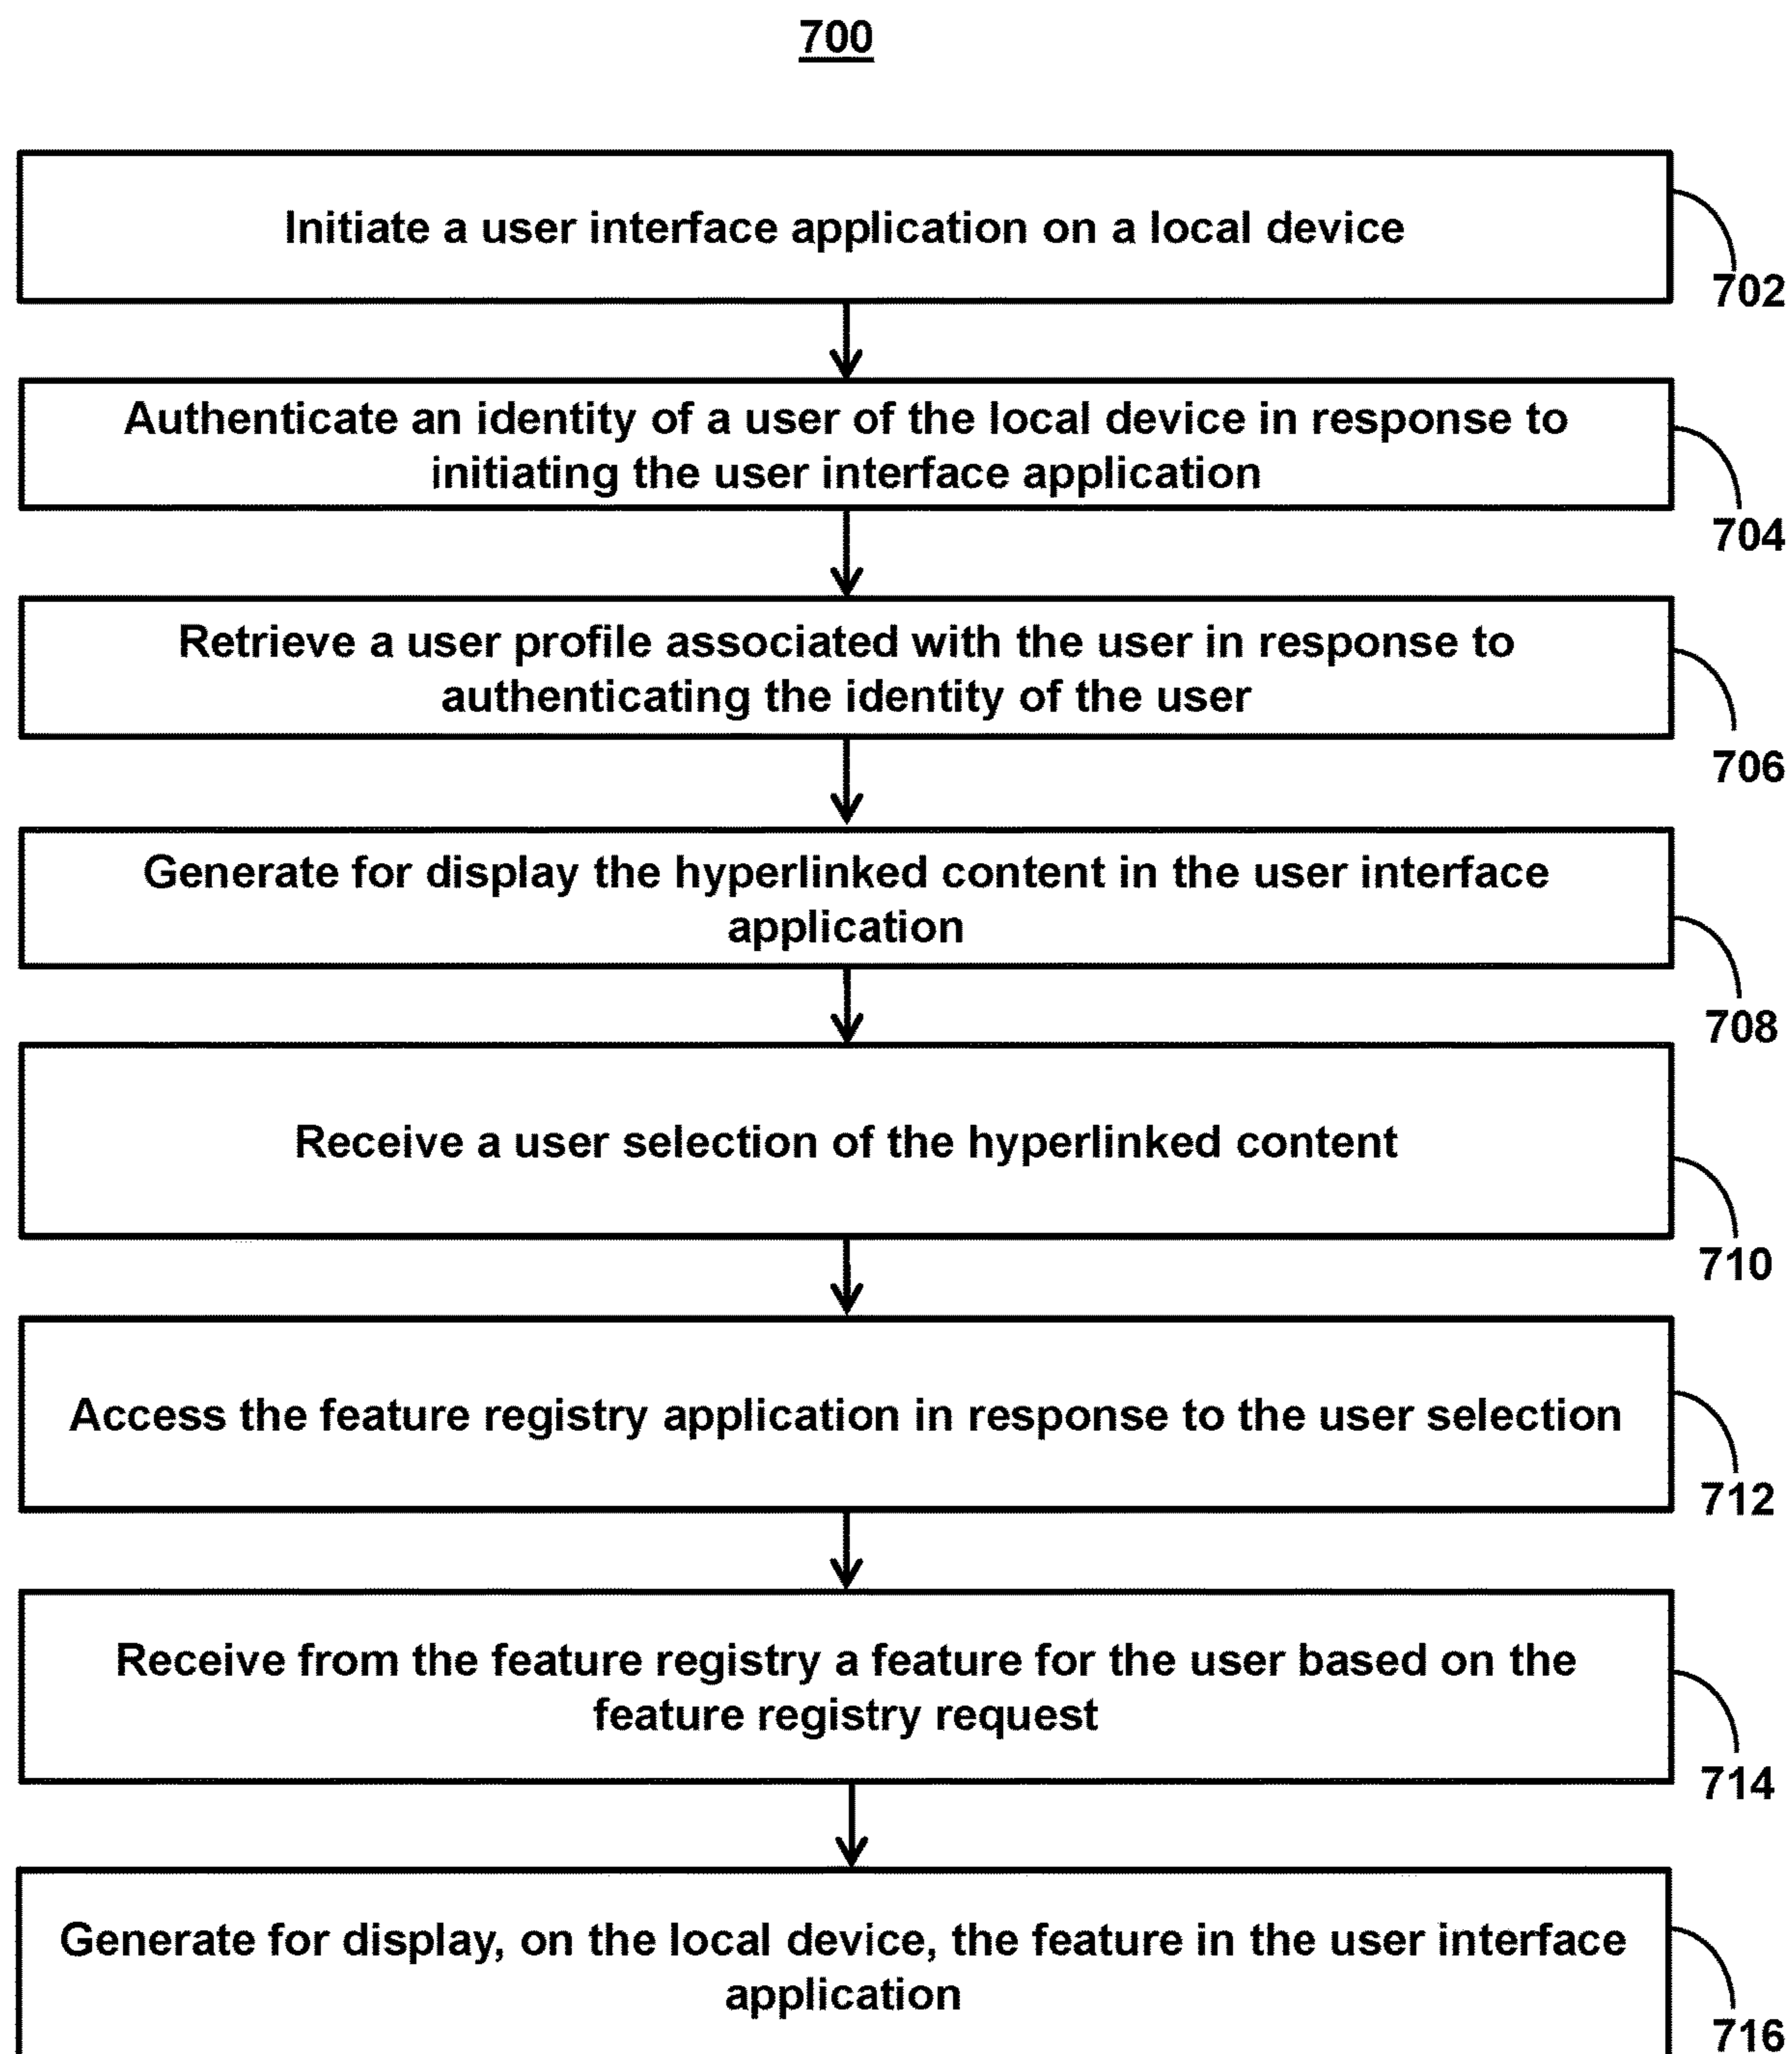 700
Initiate a user interface application on a local device
702
Authenticate an identity of a user of the local device in response to
initiating the user interface application
704
Retrieve a user profile associated with the user in response to
authenticating the identity of the user
706
Generate for display the hyperlinked content in the user interface
application
708
Receive a user selection of the hyperlinked content
710
Access the feature registry application in response to the user selection
712
Receive from the feature registry a feature for the user based on the
feature registry request
714
Generate for display, on the local device, the feature in the user interface
application
716